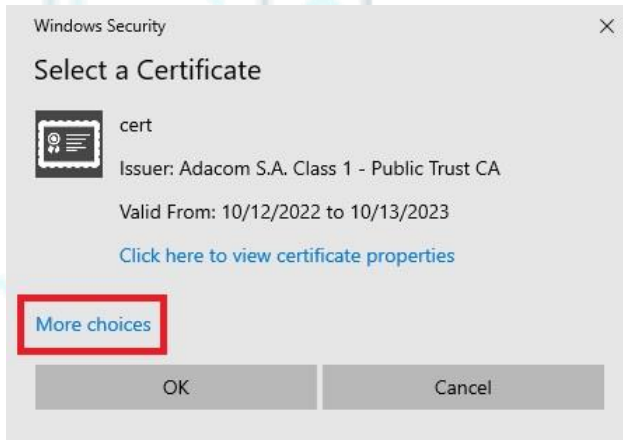 Windows Security
Select a Certificate
cert
Issuer: Adacom S.A. Class 1 - Public Trust CA
Valid From: 10/12/2022 to 10/13/2023
Click here to view certificate properties
More choices
OK
Cancel